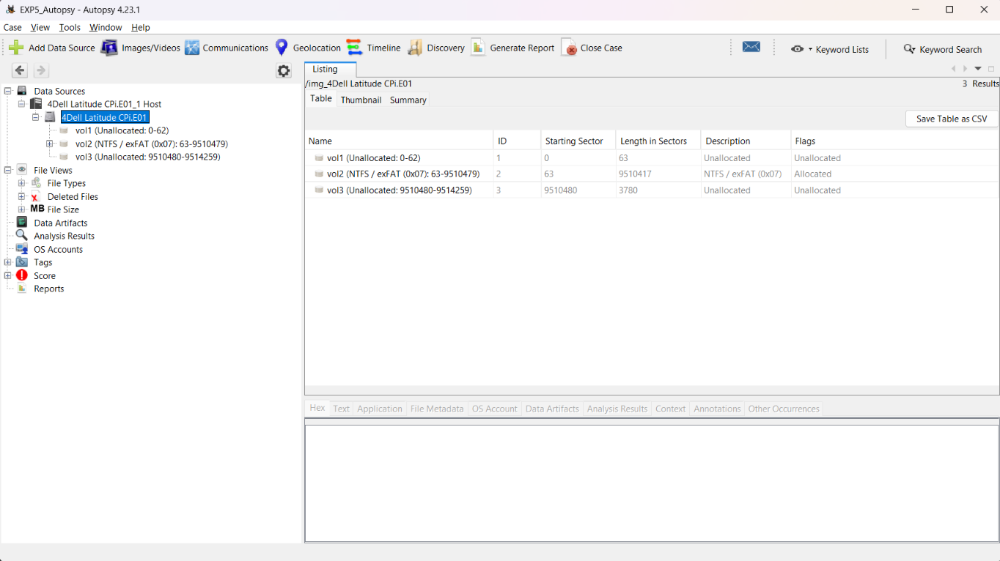 EXP5_Autopsy - Autopsy 4.23.1
Case View Tools Window Help
Add Data Source Images/Videos Communications Geolocation Timeline Discovery Generate Report Close Case Keyword Lists Keyword Search
Listing
/img_4Dell Latitude CPi.E01 3 Results
Table Thumbnail Summary
Save Table as CSV
Data Sources
4Dell Latitude CPi.E01_1 Host
4Dell Latitude CPi.E01
vol1 (Unallocated: 0-62)
vol2 (NTFS / exFAT (0x07): 63-9510479)
vol3 (Unallocated: 9510480-9514259)
File Views
File Types
Deleted Files
MB File Size
Data Artifacts
Analysis Results
OS Accounts
Tags
Score
Reports
Name ID Starting Sector Length in Sectors Description Flags
vol1 (Unallocated: 0-62) 1 0 63 Unallocated Unallocated
vol2 (NTFS / exFAT (0x07): 63-9510479) 2 63 9510417 NTFS / exFAT (0x07) Allocated
vol3 (Unallocated: 9510480-9514259) 3 9510480 3780 Unallocated Unallocated
Hex Text Application File Metadata OS Account Data Artifacts Analysis Results Context Annotations Other Occurrences